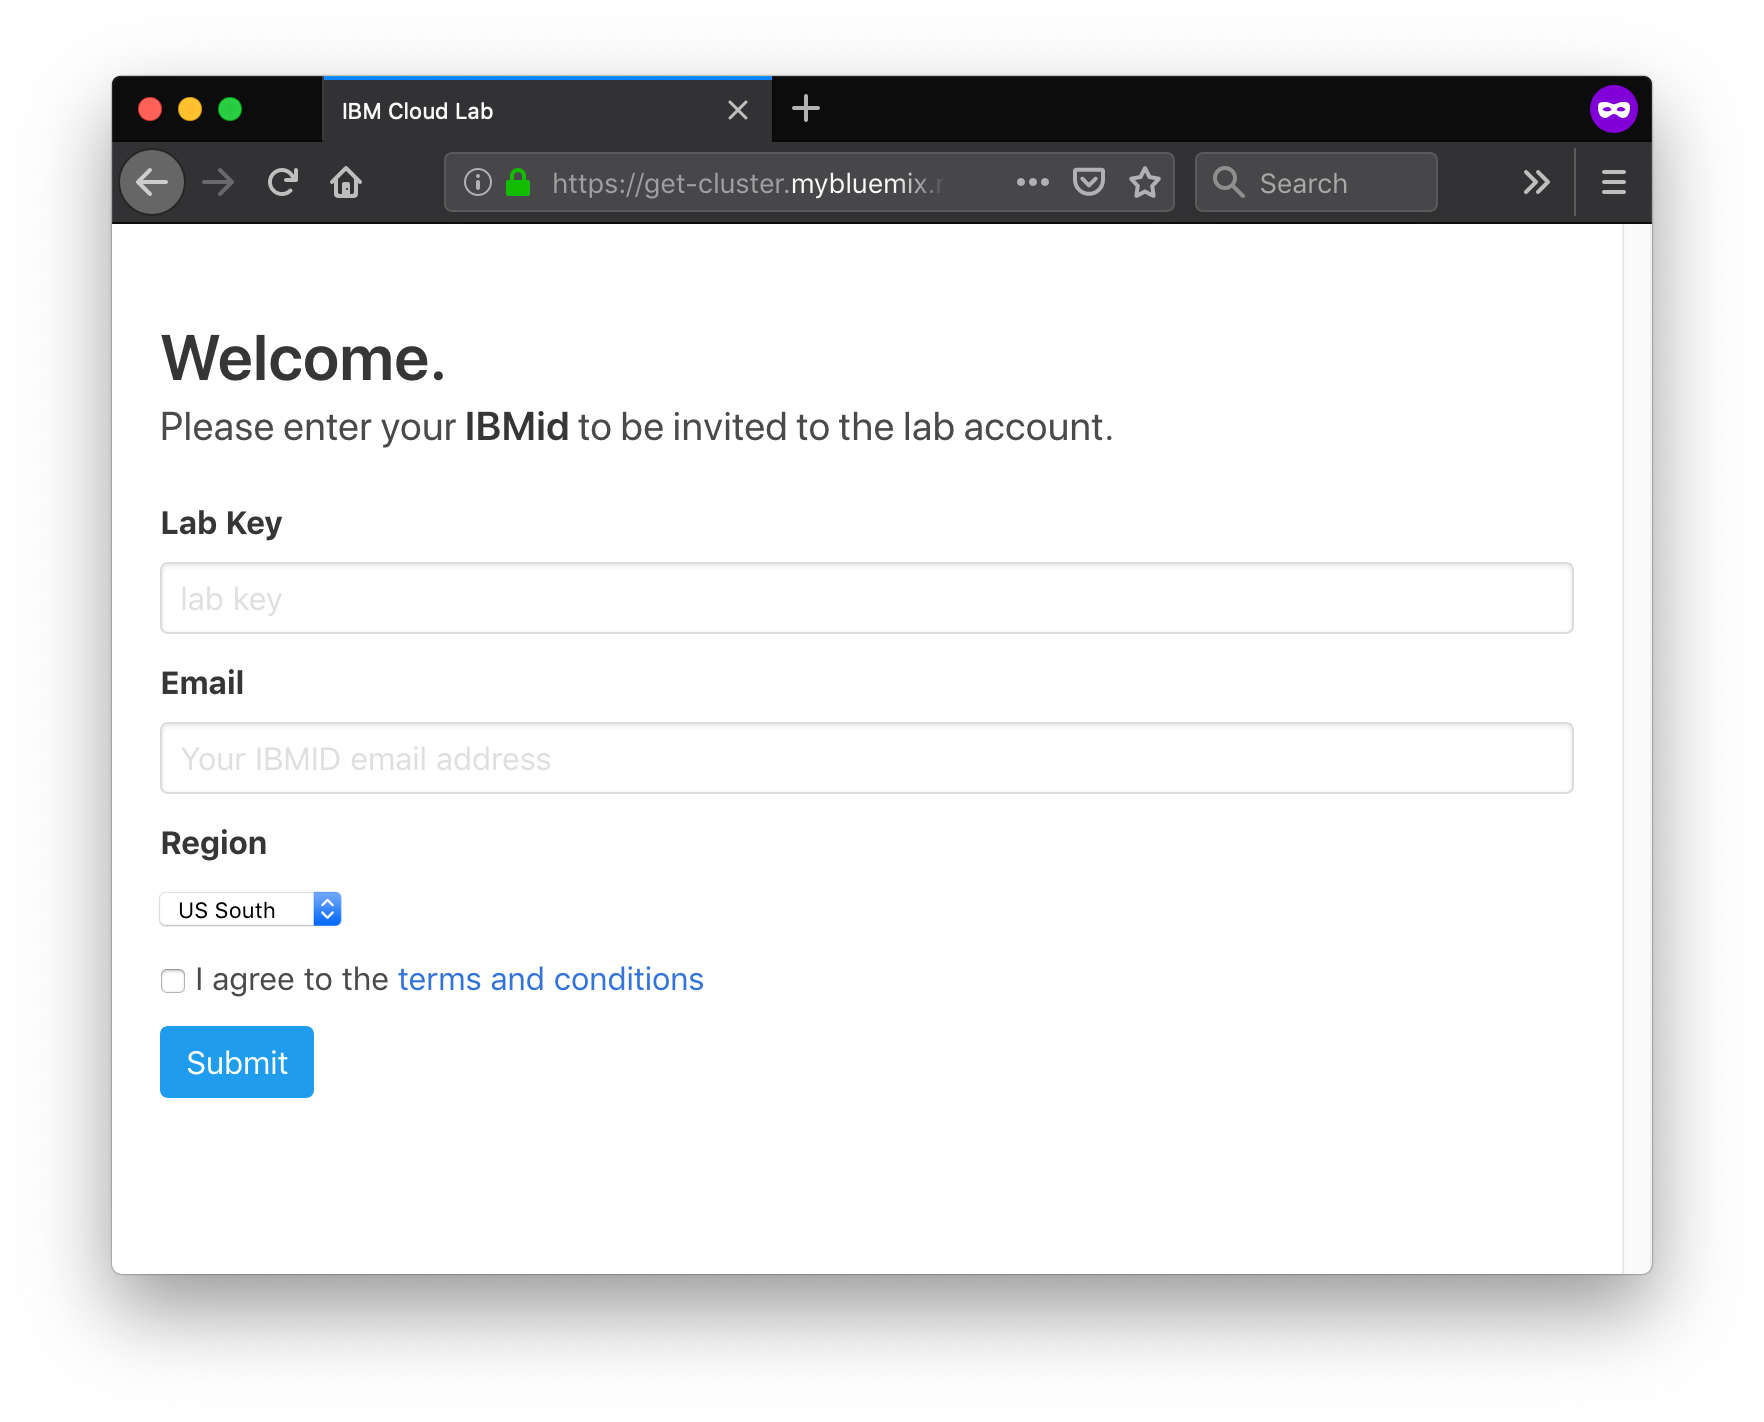 IBM Cloud Lab
https://get-cluster.mybluemix.
Search
Welcome.
Please enter your IBMid to be invited to the lab account.
Lab Key
lab key
Email
Your IBMID email address
Region
US South
I agree to the terms and conditions
Submit